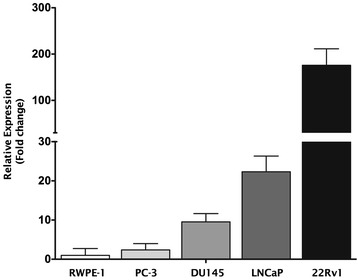 Relative Expression
(Fold change)
300
200
100
30
20
10
0
RWPE-1 PC-3 DU145 LNCaP 22Rv1